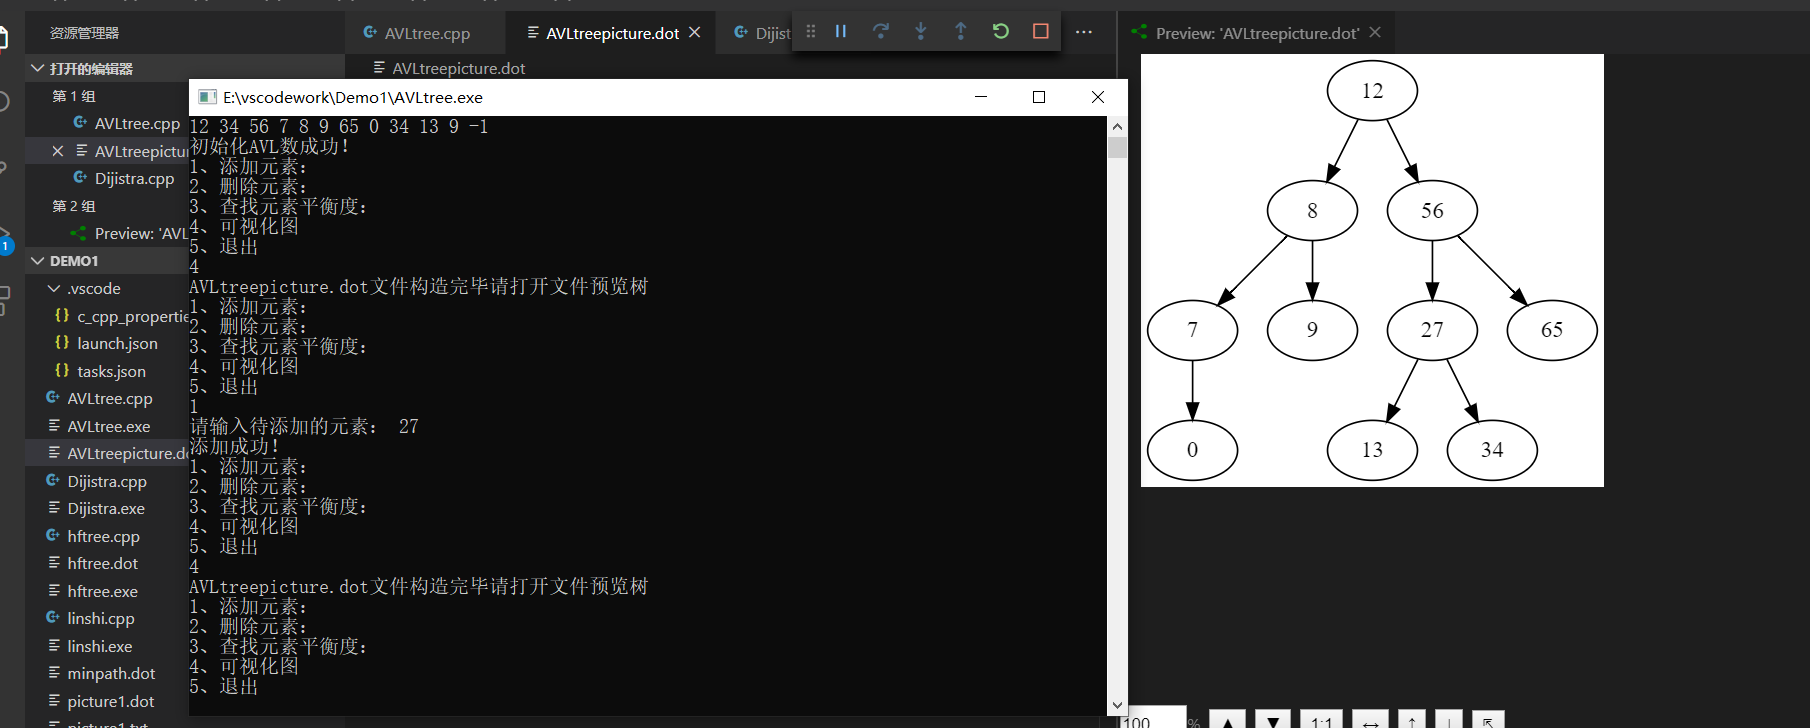 资源管理器
打开的编辑器
第 1 组
AVLtree.cpp
AVLtreepictu
Dijistra.cpp
第 2 组
Preview: 'AVL
DEMO1
.vscode
c_cpp_propertie
launch.json
tasks.json
AVLtree.cpp
AVLtree.exe
AVLtreepicture.d
Dijistra.cpp
Dijistra.exe
hftree.cpp
hftree.dot
hftree.exe
linshi.cpp
linshi.exe
minpath.dot
picture1.dot
picture1.txt
1
AVLtree.cpp
AVLtreepicture.dot
Dijist
AVLtreepicture.dot
E:\vscodework\Demo1\AVLtree.exe
12 34 56 7 8 9 65 0 34 13 9 -1
初始化AVL数成功!
1、添加元素:
2、删除元素:
3、查找元素平衡度:
4、可视化图
5、退出
4
AVLtreepicture.dot文件构造完毕请打开文件预览树
1、添加元素:
2、删除元素:
3、查找元素平衡度:
4、可视化图
5、退出
1
请输入待添加的元素: 27
添加成功!
1、添加元素:
2、删除元素:
3、查找元素平衡度:
4、可视化图
5、退出
4
AVLtreepicture.dot文件构造完毕请打开文件预览树
1、添加元素:
2、删除元素:
3、查找元素平衡度:
4、可视化图
5、退出
Preview: 'AVLtreepicture.dot'
12
8 56
7 9 27 65
0 13 34
100 %
1:1